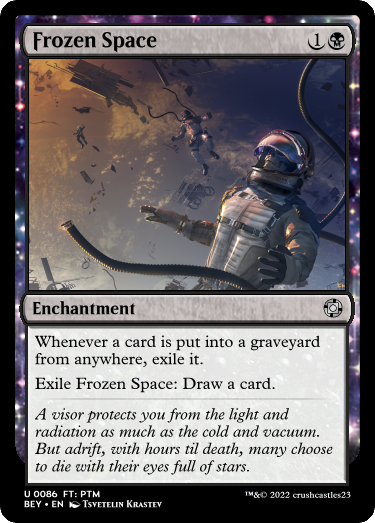 Frozen Space 1
Enchantment
Whenever a card is put into a graveyard
from anywhere, exile it.
Exile Frozen Space: Draw a card.
A visor protects you from the light and
radiation as much as the cold and vacuum.
But adrift, with hours til death, many choose
to die with their eyes full of stars.
U 0086 FT: PTM
BEY • EN Tsvetelin Krastev
™&© 2022 crushcastles23